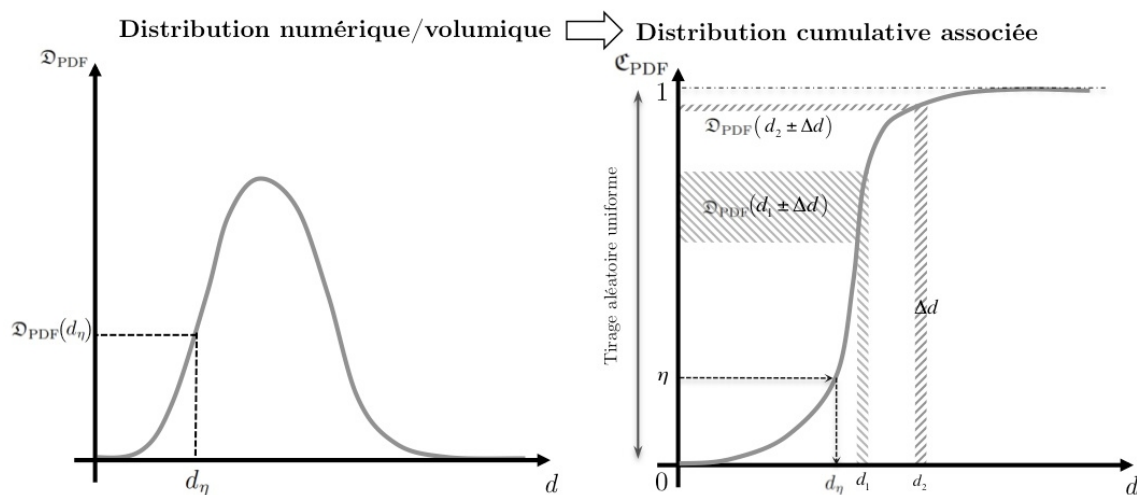 Distribution numérique/volumique
Distribution cumulative associée
𝔇PDF
𝔇PDF(dη)
dη
d
ℭPDF
1
Tirage aléatoire uniforme
𝔇PDF(d₂ ± Δd)
𝔇PDF(d₁ ± Δd)
Δd
η
0
dη
d₁
d₂
d